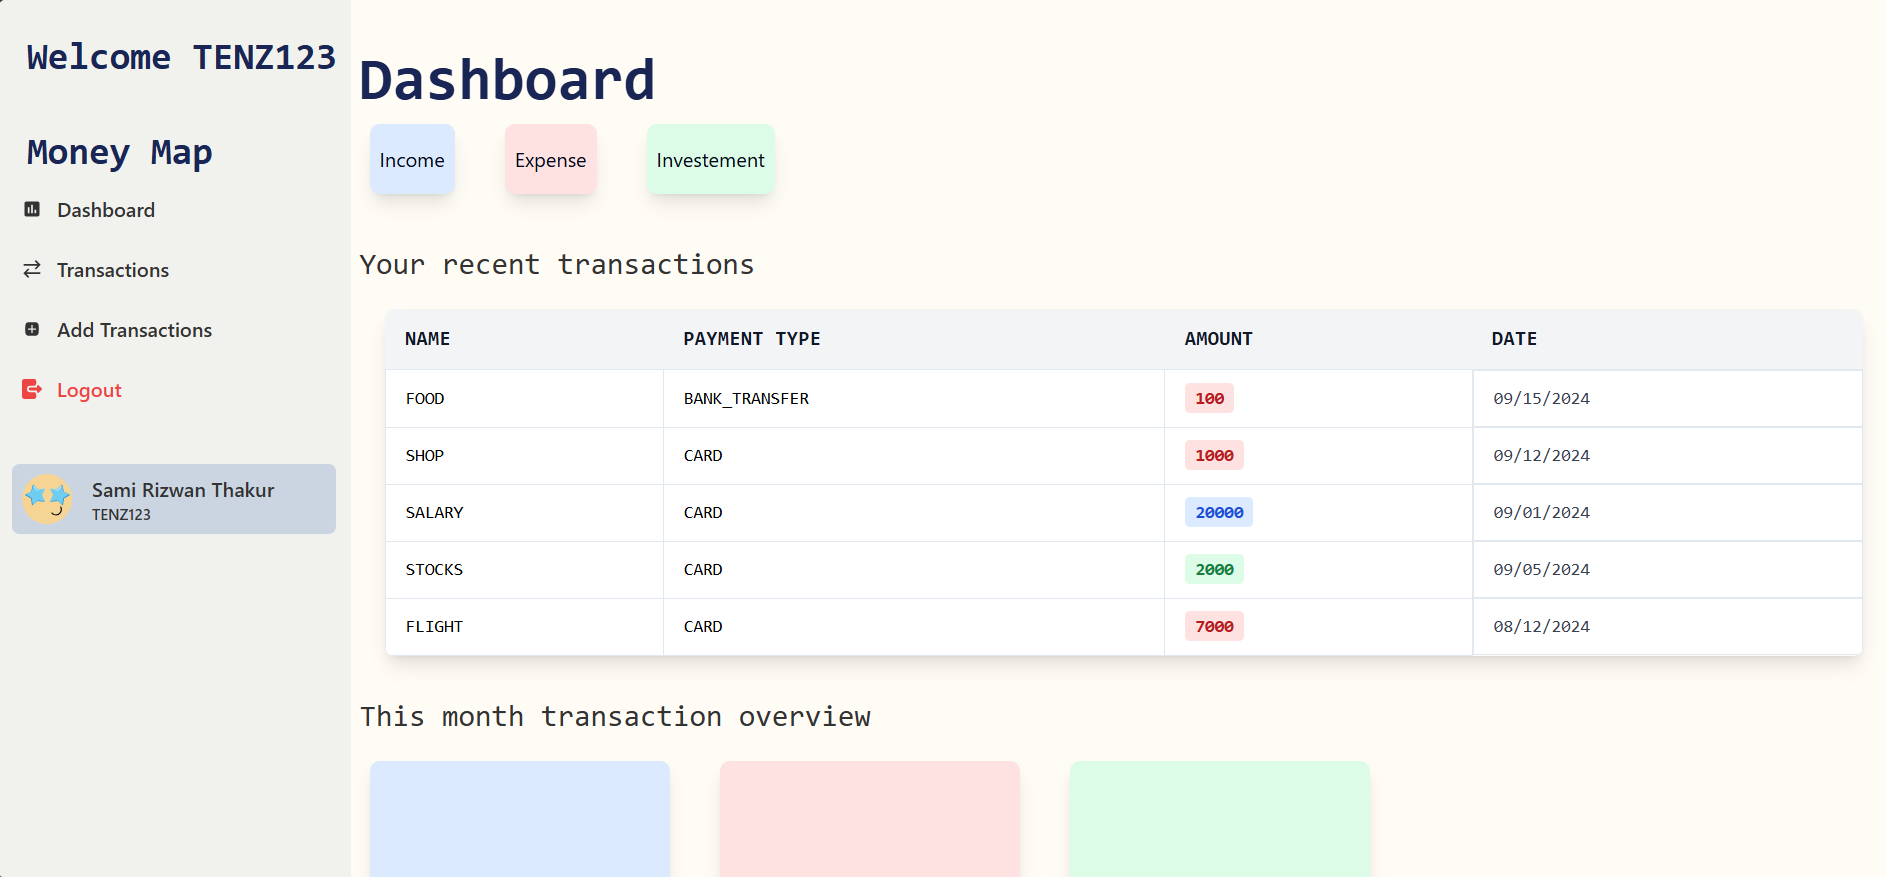 Welcome TENZ123
Money Map
Dashboard
Transactions
Add Transactions
Logout
Sami Rizwan Thakur
TENZ123
Dashboard
Income Expense Investement
Your recent transactions
NAME PAYMENT TYPE AMOUNT DATE
FOOD BANK_TRANSFER 100 09/15/2024
SHOP CARD 1000 09/12/2024
SALARY CARD 20000 09/01/2024
STOCKS CARD 2000 09/05/2024
FLIGHT CARD 7000 08/12/2024
This month transaction overview